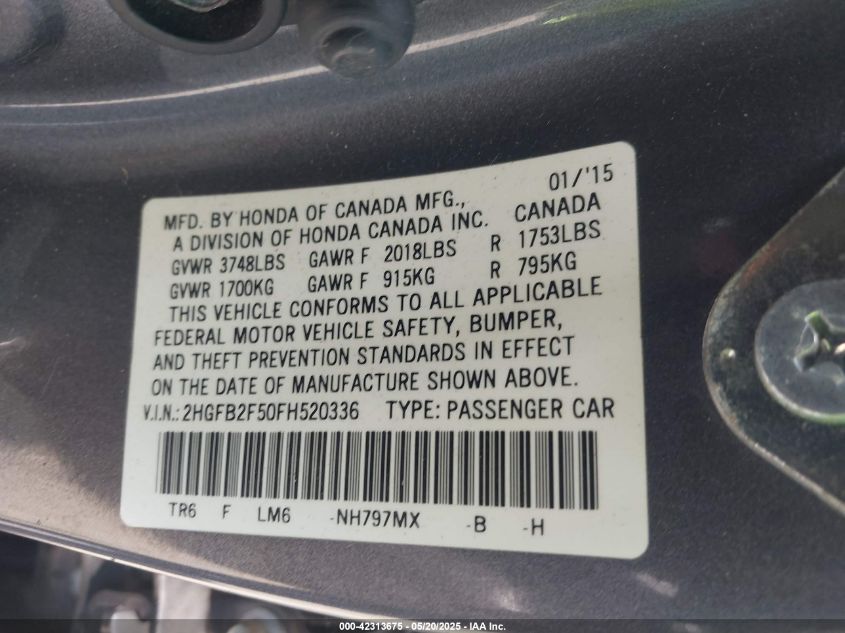 01/'15
MFD. BY HONDA OF CANADA MFG.,
A DIVISION OF HONDA CANADA INC. CANADA
GVWR 3748LBS GAWR F 2018LBS R 1753LBS
GVWR 1700KG GAWR F 915KG R 795KG
THIS VEHICLE CONFORMS TO ALL APPLICABLE
FEDERAL MOTOR VEHICLE SAFETY, BUMPER,
AND THEFT PREVENTION STANDARDS IN EFFECT
ON THE DATE OF MANUFACTURE SHOWN ABOVE.
V.I.N.: 2HGFB2F50FH520336 TYPE: PASSENGER CAR
TR6 F LM6 -NH797MX -B -H
000-42313675 - 05/20/2025 - IAA Inc.